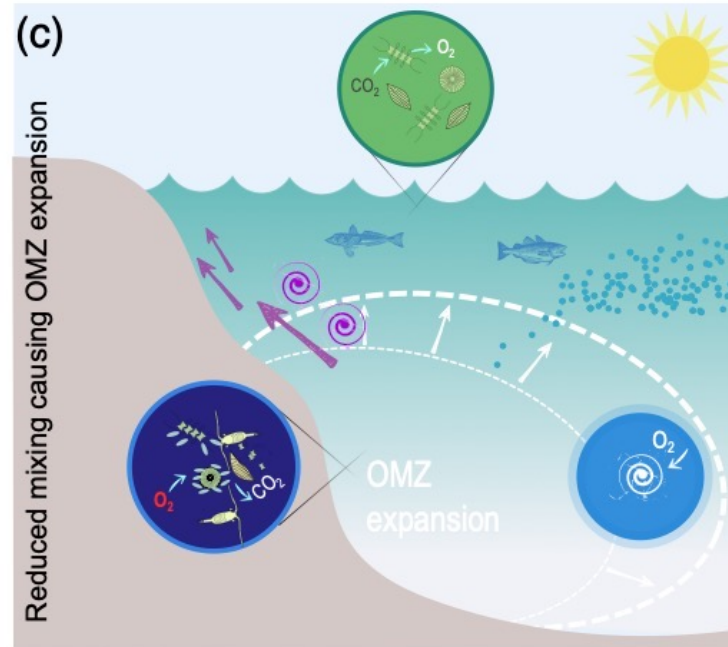 (c)
Reduced mixing causing OMZ expansion
O₂
CO₂
O₂
CO₂
OMZ
expansion
O₂